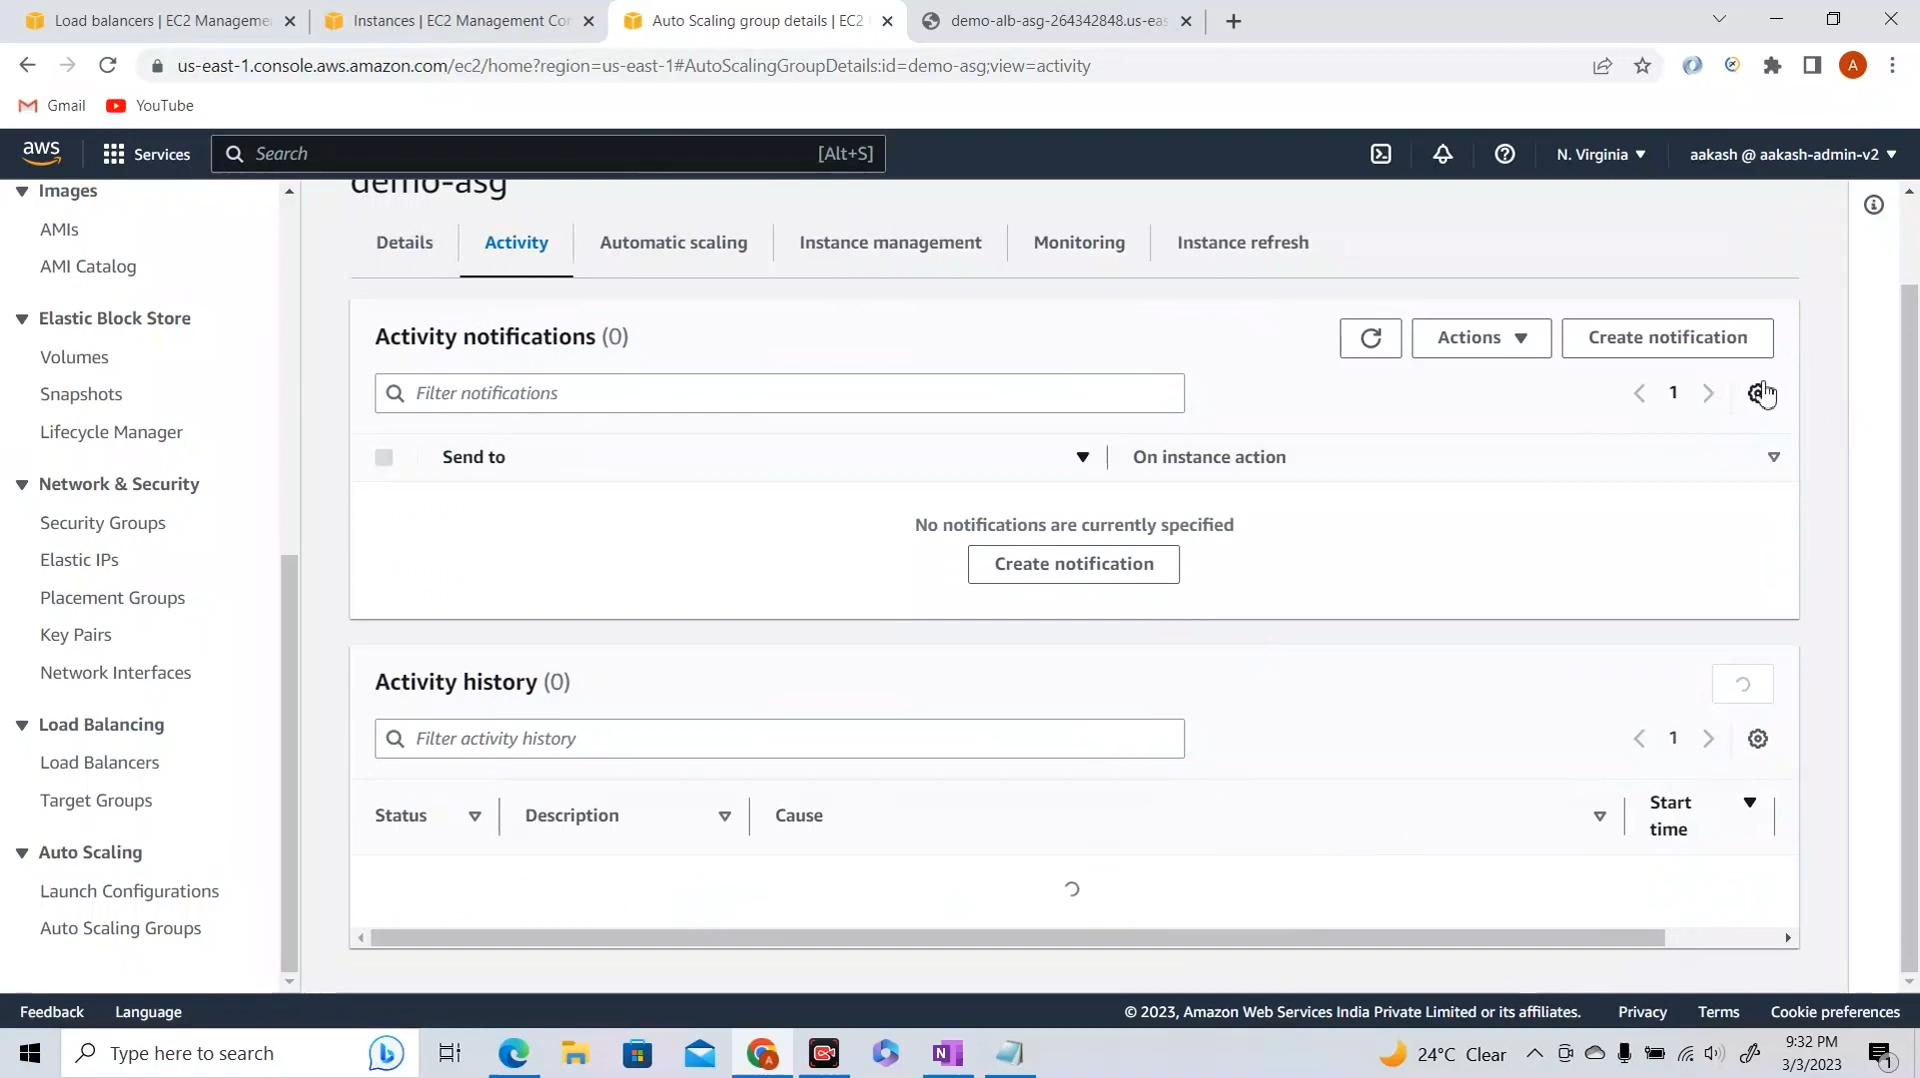 Load balancers | EC2 Manageme
Instances | EC2 Management Co
Auto Scaling group details | EC2
demo-alb-asg-264342848.us-eas
us-east-1.console.aws.amazon.com/ec2/home?region=us-east-1#AutoScalingGroupDetails:id=demo-asg;view=activity
A
Gmail
YouTube
aws
Services
Search
[Alt+S]
N. Virginia
aakash @ aakash-admin-v2
Images
AMIs
AMI Catalog
Elastic Block Store
Volumes
Snapshots
Lifecycle Manager
Network & Security
Security Groups
Elastic IPs
Placement Groups
Key Pairs
Network Interfaces
Load Balancing
Load Balancers
Target Groups
Auto Scaling
Launch Configurations
Auto Scaling Groups
demo-asg
Details
Activity
Automatic scaling
Instance management
Monitoring
Instance refresh
Activity notifications (0)
Actions
Create notification
Filter notifications
1
Send to
On instance action
No notifications are currently specified
Create notification
Activity history (0)
Filter activity history
1
Status
Description
Cause
Start
time
Feedback
Language
© 2023, Amazon Web Services India Private Limited or its affiliates.
Privacy
Terms
Cookie preferences
Type here to search
24°C Clear
9:32 PM
3/3/2023
1